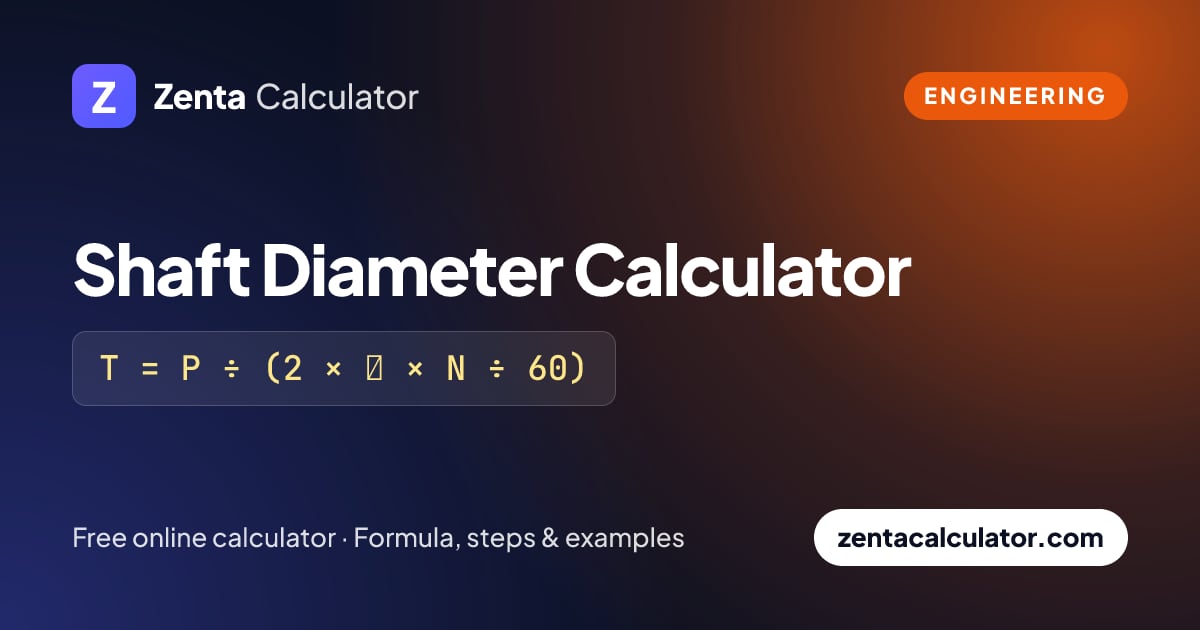 Z Zenta Calculator
ENGINEERING
Shaft Diameter Calculator
T = P ÷ (2 × × N ÷ 60)
Free online calculator · Formula, steps & examples
zentacalculator.com